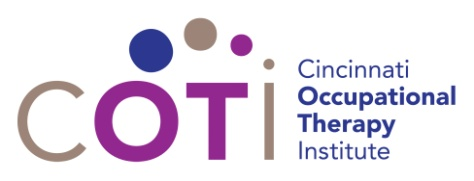 COTi
Cincinnati
Occupational
Therapy
Institute